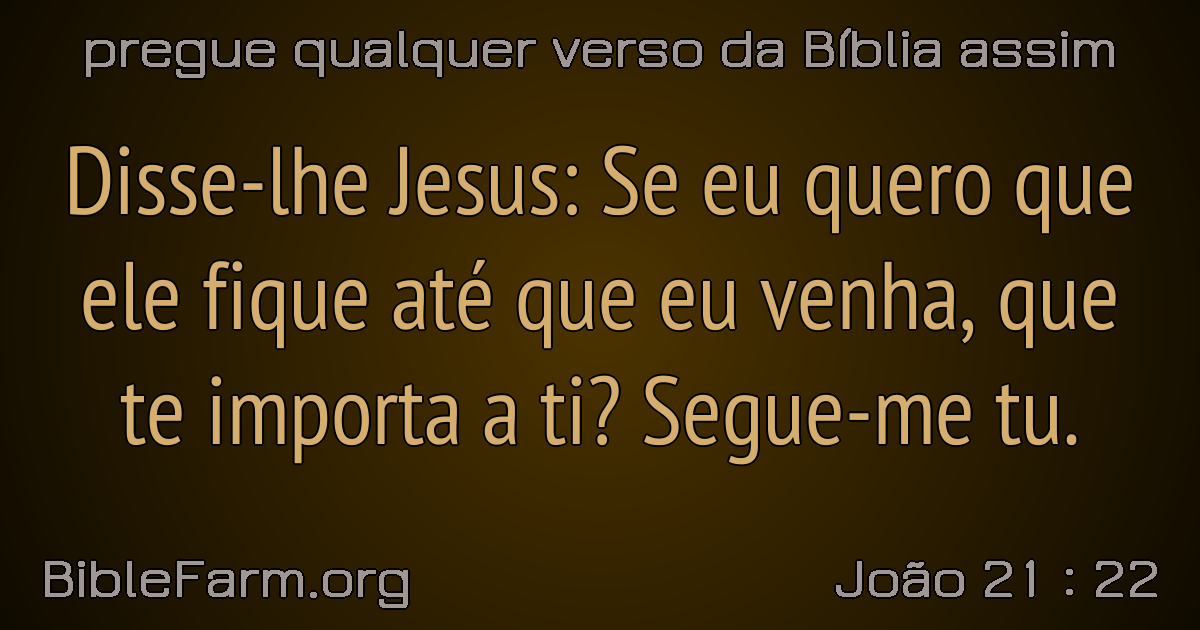 pregue qualquer verso da Bíblia assim
Disse-lhe Jesus: Se eu quero que
ele fique até que eu venha, que
te importa a ti? Segue-me tu.
BibleFarm.org
João 21 : 22